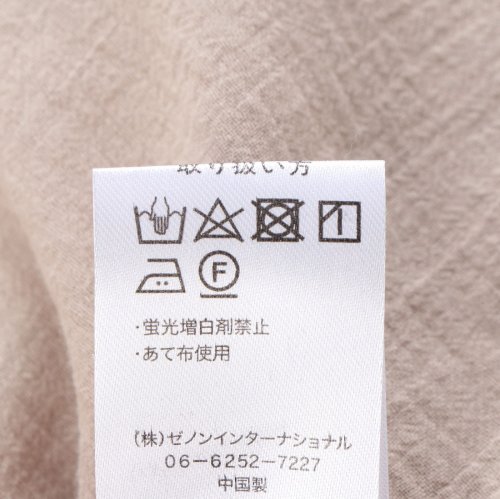 取り扱い方
F
・蛍光増白剤禁止
・あて布使用
(株)ゼノンインターナショナル
06-6252-7227
中国製